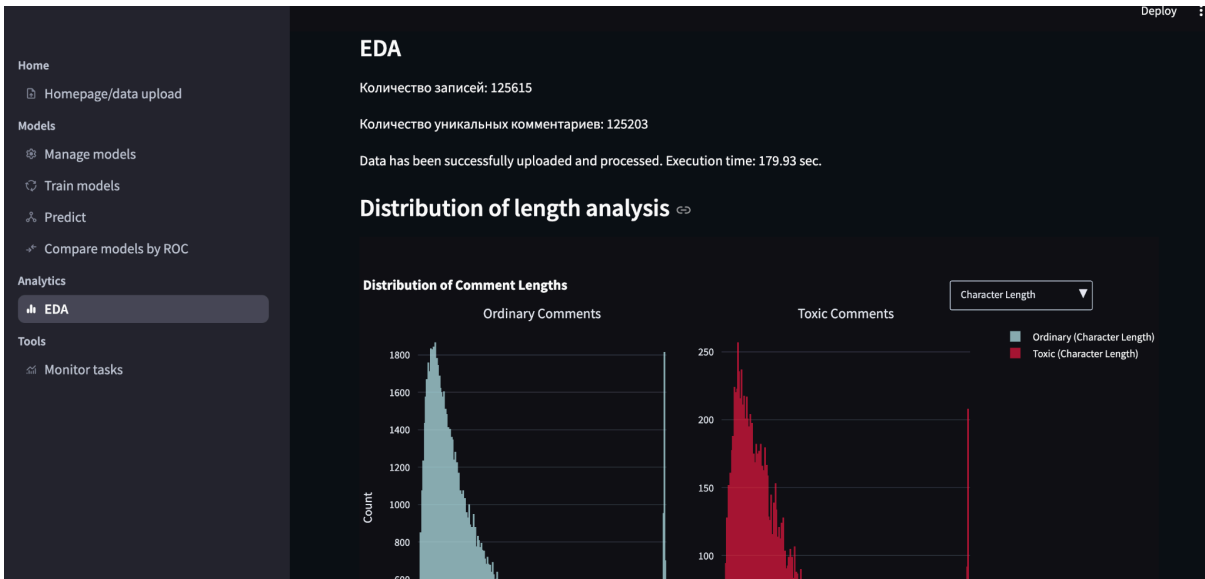 Deploy
Home
Homepage/data upload
Models
Manage models
Train models
Predict
Compare models by ROC
Analytics
EDA
Tools
Monitor tasks
EDA
Количество записей: 125615
Количество уникальных комментариев: 125203
Data has been successfully uploaded and processed. Execution time: 179.93 sec.
Distribution of length analysis
Distribution of Comment Lengths
Character Length
Ordinary Comments
Toxic Comments
Ordinary (Character Length)
Toxic (Character Length)
Count
1800
1600
1400
1200
1000
800
600
250
200
150
100